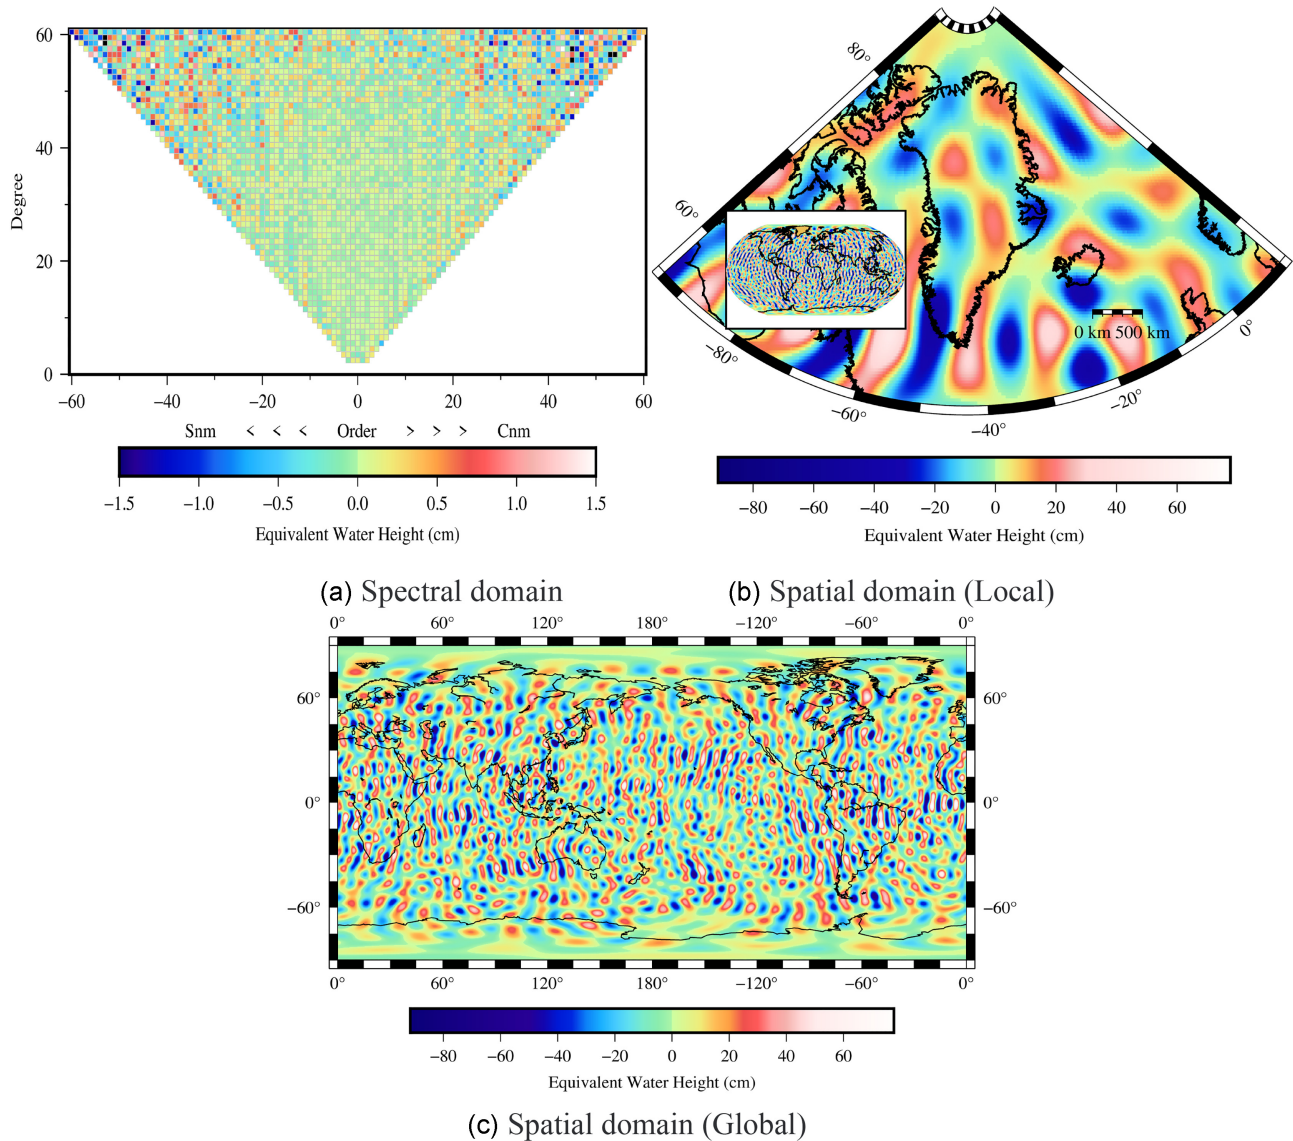 60
40
20
0
Degree
−60 −40 −20 0 20 40 60
Snm < < < Order > > > Cnm
−1.5 −1.0 −0.5 0.0 0.5 1.0 1.5
Equivalent Water Height (cm)
80°
60°
−80°
−60°
−40°
−20°
0°
0 km 500 km
−80 −60 −40 −20 0 20 40 60
Equivalent Water Height (cm)
(a) Spectral domain
(b) Spatial domain (Local)
0° 60° 120° 180° −120° −60° 0°
60° 60°
0° 0°
−60° −60°
0° 60° 120° 180° −120° −60° 0°
−80 −60 −40 −20 0 20 40 60
Equivalent Water Height (cm)
(c) Spatial domain (Global)